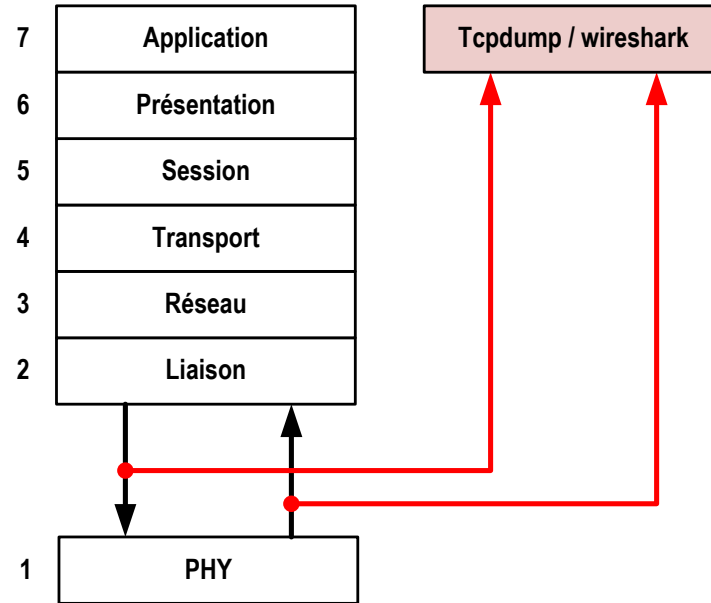 7 Application Tcpdump / wireshark
6 Présentation
5 Session
4 Transport
3 Réseau
2 Liaison
1 PHY